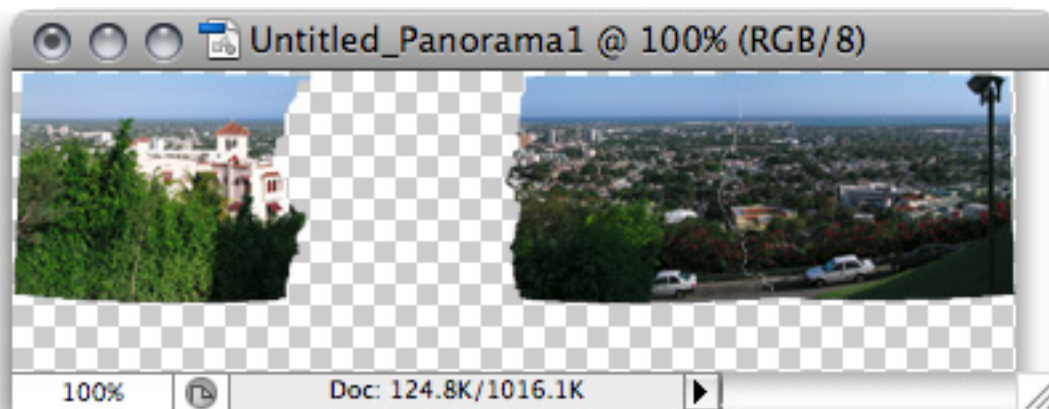 Untitled_Panorama1 @ 100% (RGB/8)
100% Doc: 124.8K/1016.1K